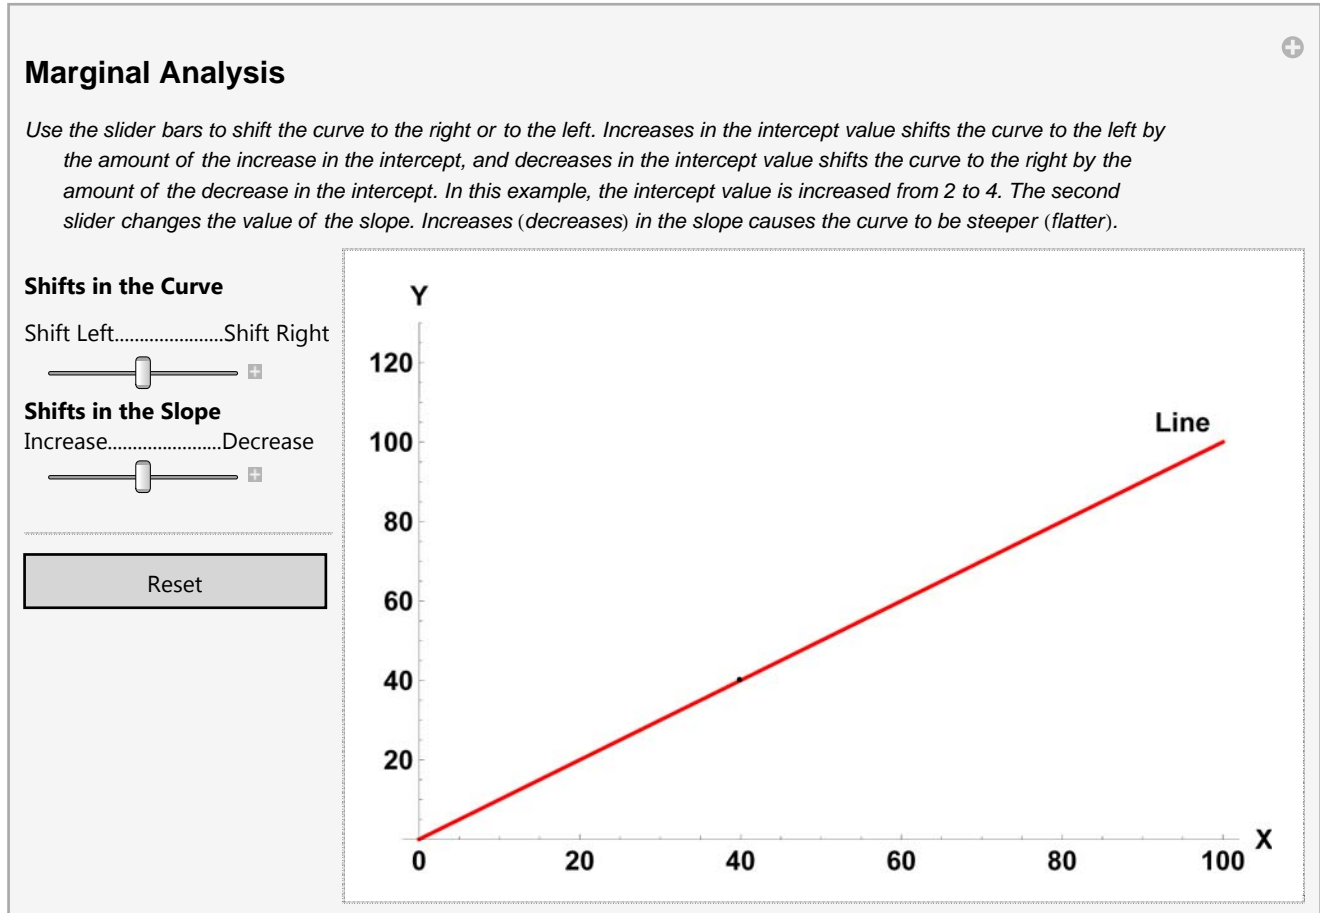 Marginal Analysis
Use the slider bars to shift the curve to the right or to the left. Increases in the intercept value shifts the curve to the left by
the amount of the increase in the intercept, and decreases in the intercept value shifts the curve to the right by the
amount of the decrease in the intercept. In this example, the intercept value is increased from 2 to 4. The second
slider changes the value of the slope. Increases (decreases) in the slope causes the curve to be steeper (flatter).
Shifts in the Curve
Shift Left......................Shift Right
Shifts in the Slope
Increase.......................Decrease
Reset
Y
120
100
80
60
40
20
Line
0 20 40 60 80 100
X